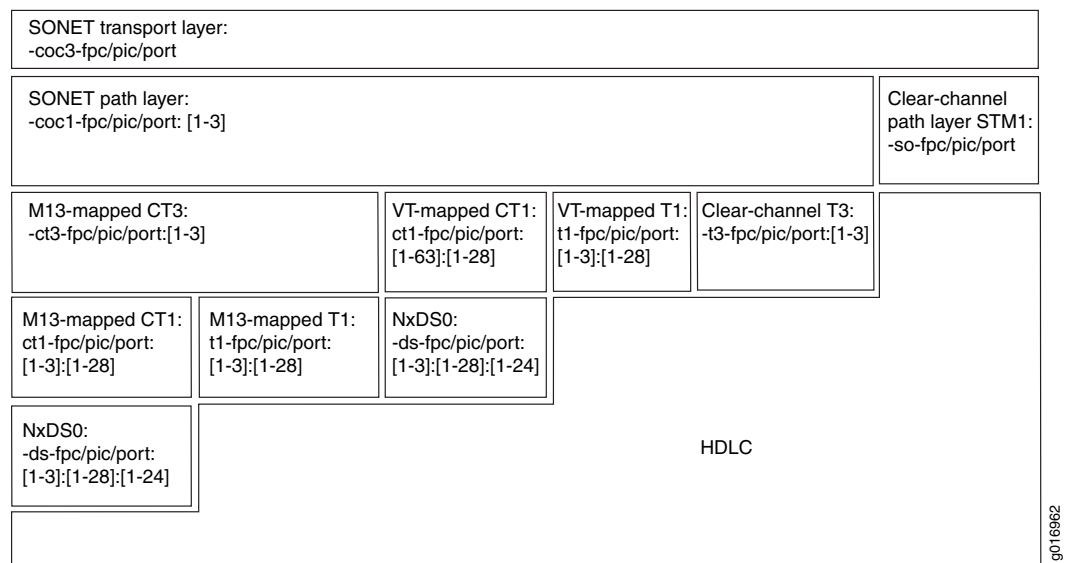 SONET transport layer:
-coc3-fpc/pic/port
SONET path layer:
-coc1-fpc/pic/port: [1-3]
Clear-channel
path layer STM1:
-so-fpc/pic/port
M13-mapped CT3:
-ct3-fpc/pic/port:[1-3]
VT-mapped CT1:
ct1-fpc/pic/port:
[1-63]:[1-28]
VT-mapped T1:
t1-fpc/pic/port:
[1-3]:[1-28]
Clear-channel T3:
-t3-fpc/pic/port:[1-3]
M13-mapped CT1:
ct1-fpc/pic/port:
[1-3]:[1-28]
M13-mapped T1:
t1-fpc/pic/port:
[1-3]:[1-28]
NxDS0:
-ds-fpc/pic/port:
[1-3]:[1-28]:[1-24]
NxDS0:
-ds-fpc/pic/port:
[1-3]:[1-28]:[1-24]
HDLC
g016962